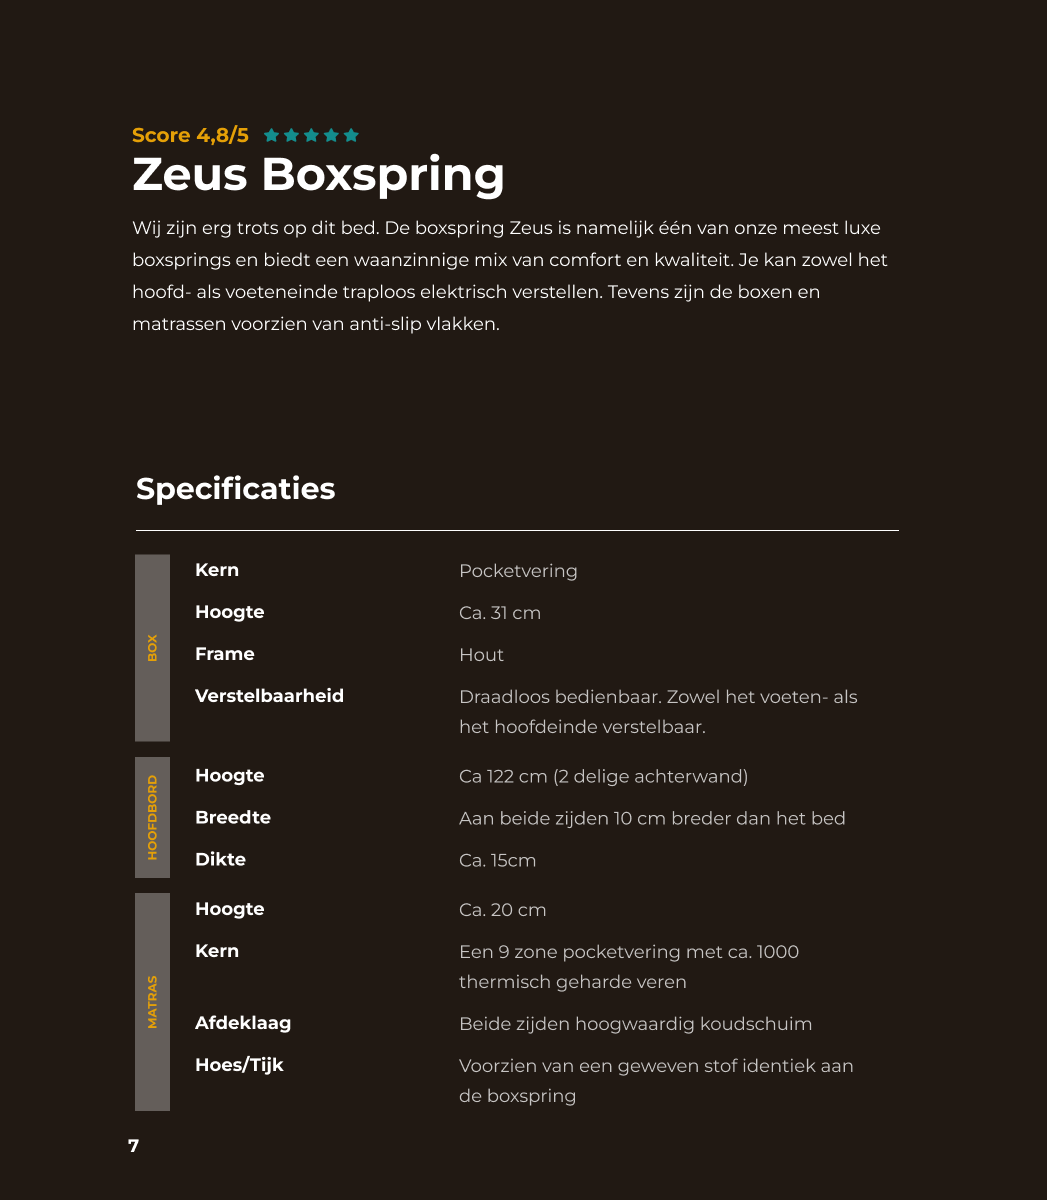 Score 4,8/5
Zeus Boxspring
Wij zijn erg trots op dit bed. De boxspring Zeus is namelijk één van onze meest luxe
boxsprings en biedt een waanzinnige mix van comfort en kwaliteit. Je kan zowel het
hoofd- als voeteneinde traploos elektrisch verstellen. Tevens zijn de boxen en
matrassen voorzien van anti-slip vlakken.
Specificaties
BOX
Kern Pocketvering
Hoogte Ca. 31 cm
Frame Hout
Verstelbaarheid Draadloos bedienbaar. Zowel het voeten- als
het hoofdeinde verstelbaar.
HOOFDBORD
Hoogte Ca 122 cm (2 delige achterwand)
Breedte Aan beide zijden 10 cm breder dan het bed
Dikte Ca. 15cm
MATRAS
Hoogte Ca. 20 cm
Kern Een 9 zone pocketvering met ca. 1000
thermisch geharde veren
Afdeklaag Beide zijden hoogwaardig koudschuim
Hoes/Tijk Voorzien van een geweven stof identiek aan
de boxspring
7